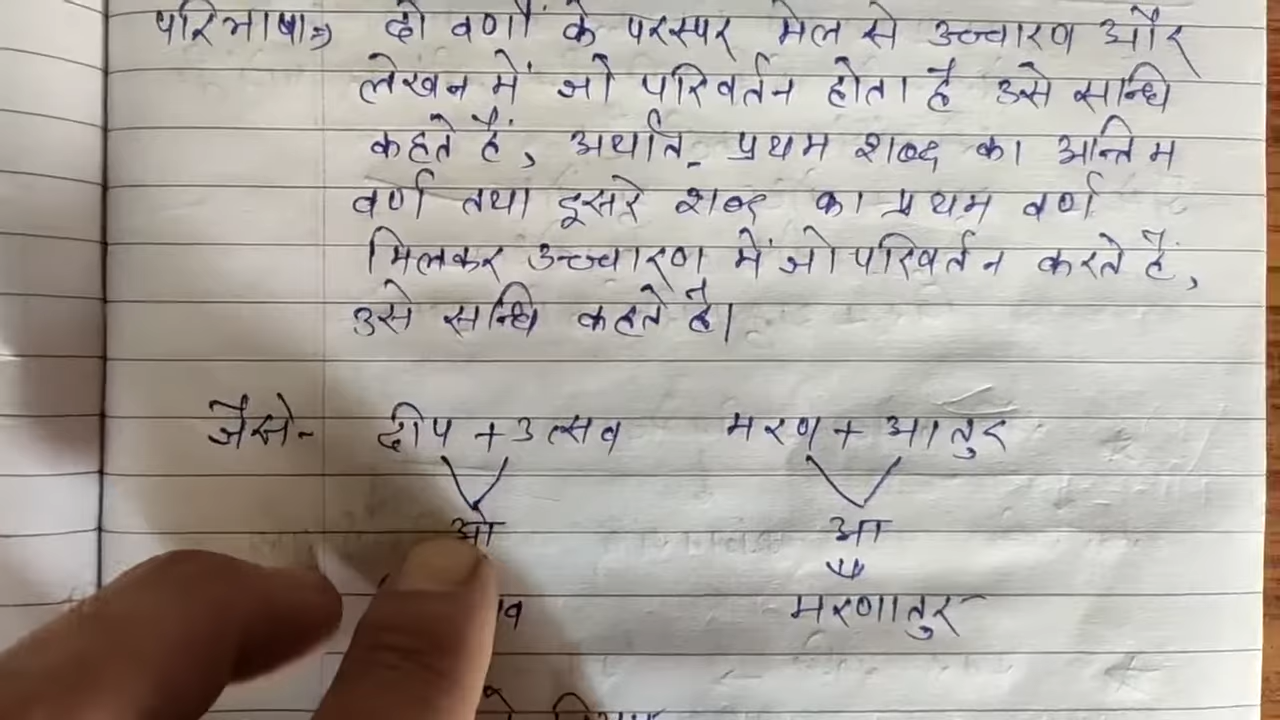 परिभाषा⇒ दो वर्णों के परस्पर मेल से उच्चारण और
लेखन में जो परिवर्तन होता है उसे सन्धि
कहते हैं, अर्थात् प्रथम शब्द का अन्तिम
वर्ण तथा दूसरे शब्द का प्रथम वर्ण
मिलकर उच्चारण में जो परिवर्तन करते हैं,
उसे सन्धि कहते हैं।
जैसे- दीप + उत्सव मरण + आतुर
ओ आ
मरणातुर